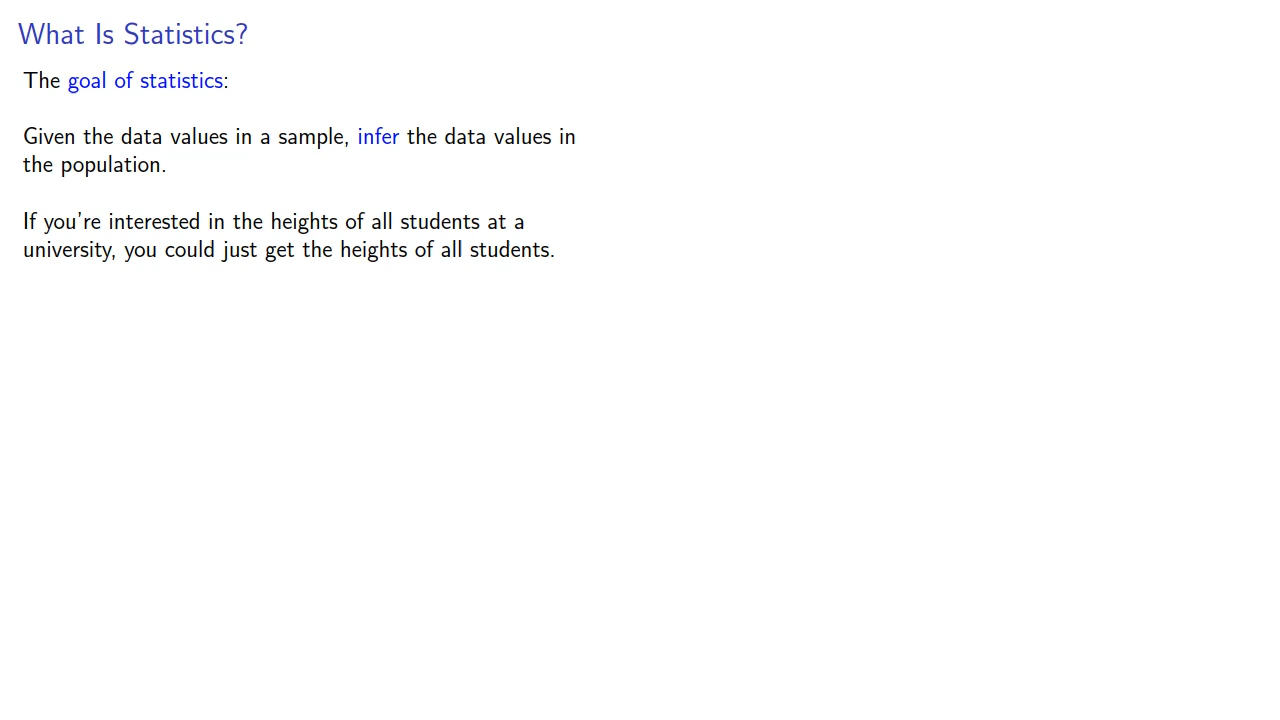 What Is Statistics?
The goal of statistics:
Given the data values in a sample, infer the data values in
the population.
If you're interested in the heights of all students at a
university, you could just get the heights of all students.